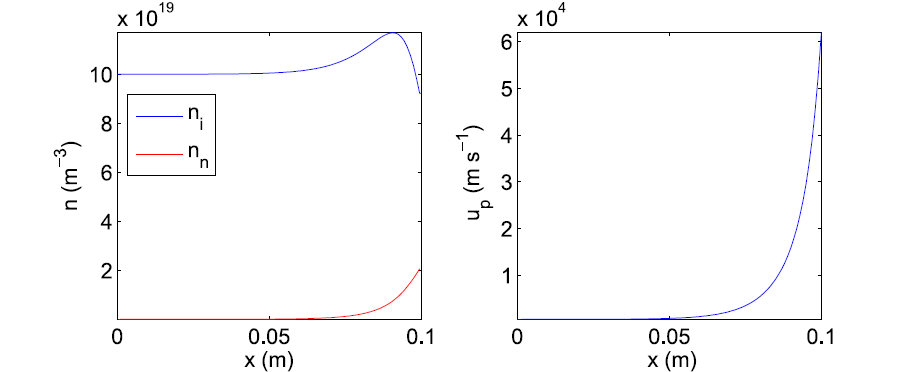 x 10^19
n (m^−3)
10
8
6
4
2
n_i
n_n
0
0.05
0.1
x (m)
x 10^4
u_p (m s^−1)
6
5
4
3
2
1
0
0.05
0.1
x (m)